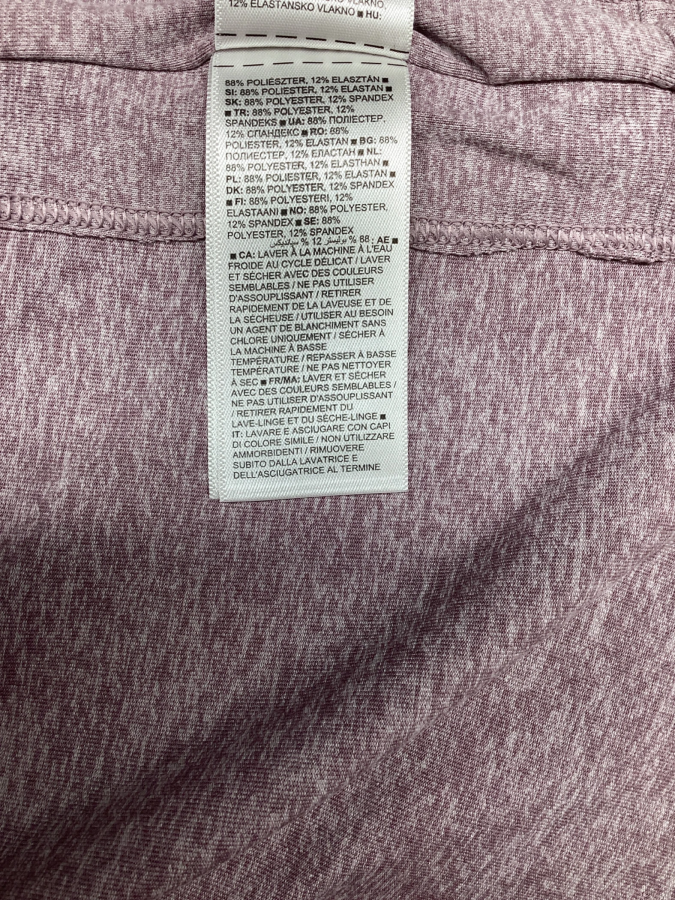 12% ELASTANSKO VLAKNO ■ HU:
88% POLIÉSZTER, 12% ELASZTÁN ■
SI: 88% POLIESTER, 12% ELASTAN ■
SK: 88% POLYESTER, 12% SPANDEX
■ TR: 88% POLYESTER, 12%
SPANDEKS ■ UA: 88% ПОЛІЕСТЕР,
12% СПАНДЕКС ■ RO: 88%
POLIESTER, 12% ELASTAN ■ BG: 88%
ПОЛИЕСТЕР, 12% ЕЛАСТАН ■ NL:
88% POLYESTER, 12% ELASTHAN ■
PL: 88% POLYESTER, 12% ELASTAN ■
DK: 88% POLYESTER, 12% SPANDEX
■ FI: 88% POLYESTERI, 12%
ELASTAANI ■ NO: 88% POLYESTER,
12% SPANDEX ■ SE: 88%
POLYESTER, 12% SPANDEX
■ AE : 88 % بوليستر 12 % سباندیکس
■ CA: LAVER À LA MACHINE À L'EAU
FROIDE AU CYCLE DÉLICAT / LAVER
ET SÉCHER AVEC DES COULEURS
SEMBLABLES / NE PAS UTILISER
D'ASSOUPLISSANT / RETIRER
RAPIDEMENT DE LA LAVEUSE ET DE
LA SÉCHEUSE / UTILISER AU BESOIN
UN AGENT DE BLANCHIMENT SANS
CHLORE UNIQUEMENT / SÉCHER À
LA MACHINE À BASSE
TEMPÉRATURE / REPASSER À BASSE
TEMPÉRATURE / NE PAS NETTOYER
À SEC ■ FR/MA: LAVER ET SÉCHER
AVEC DES COULEURS SEMBLABLES /
NE PAS UTILISER D'ASSOUPLISSANT
/ RETIRER RAPIDEMENT DU
LAVE-LINGE ET DU SÈCHE-LINGE ■
IT: LAVARE E ASCIUGARE CON CAPI
DI COLORE SIMILE / NON UTILIZZARE
AMMORBIDENTI / RIMUOVERE
SUBITO DALLA LAVATRICE E
DELL'ASCIUGATRICE AL TERMINE